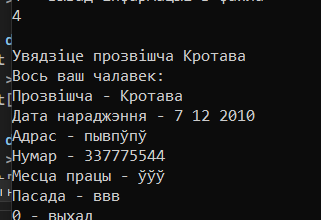 4
Увядзіце прозвішча Кротава
Вось ваш чалавек:
Прозвішча - Кротава
Дата нараджэння - 7 12 2010
Адрас - пывпўпў
Нумар - 337775544
Месца працы - ўўў
Пасада - ввв
0 - выхад